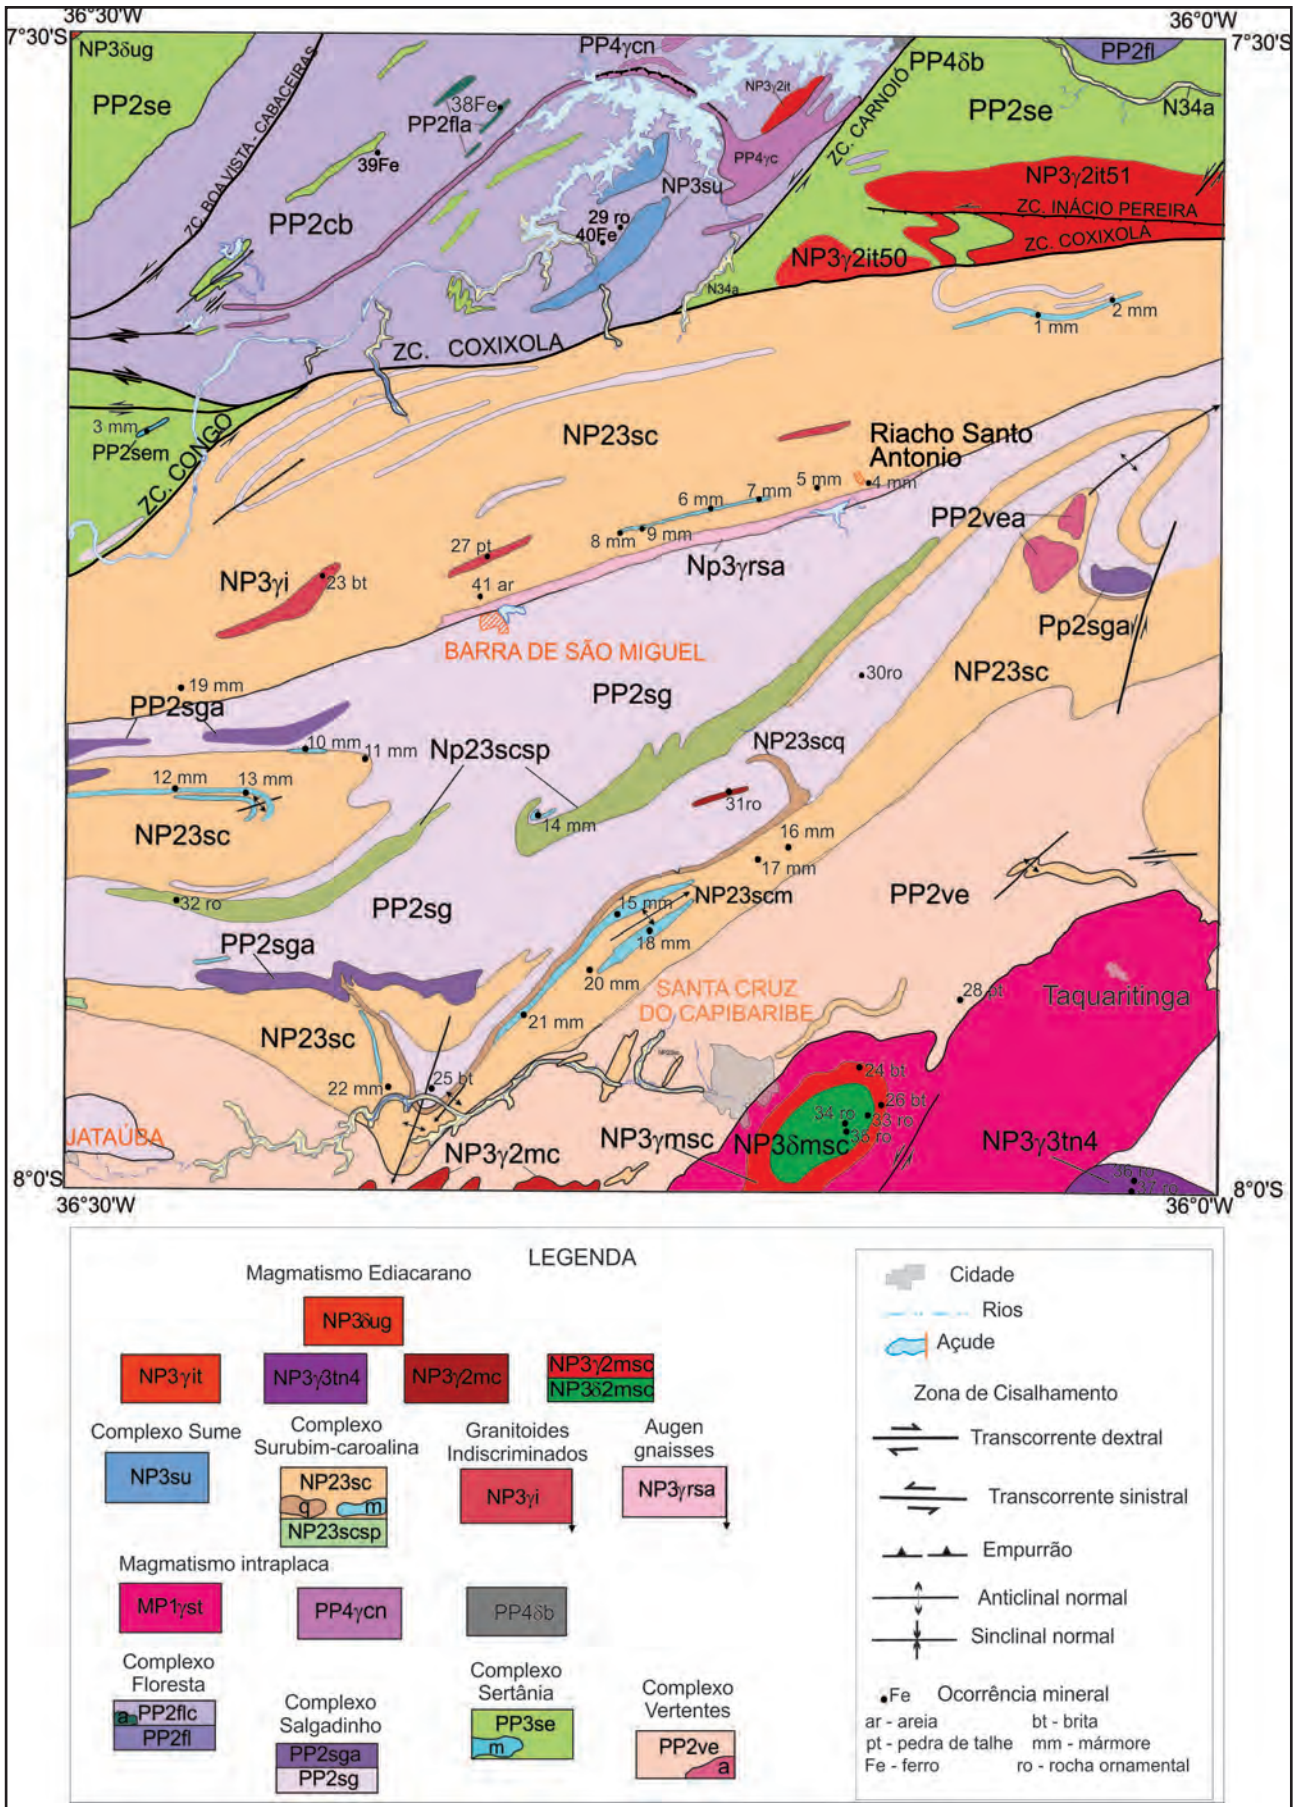 36°30'W
36°0'W
7°30'S
7°30'S
NP3δug
PP4γcn
PP4δb
PP2fl
PP2se
ZC. BOA VISTA - CABACEIRAS
38Fe
PP2fla
NP3γ2it
N34a
PP2se
39Fe
PP4γc
ZC. CARNOIÓ
NP3su
NP3γ2it51
PP2cb
29 ro
40Fe
ZC. INÁCIO PEREIRA
ZC. COXIXOLA
NP3γ2it50
N34a
ZC. COXIXOLA
1 mm
2 mm
3 mm
PP2sem
ZC. CONGO
NP23sc
Riacho Santo
Antonio
4 mm
5 mm
6 mm
7 mm
8 mm
9 mm
PP2vea
27 pt
Np3γrsa
NP3γi
23 bt
41 ar
Pp2sga
BARRA DE SÃO MIGUEL
19 mm
PP2sg
30ro
NP23sc
PP2sga
10 mm
11 mm
Np23scsp
NP23scq
12 mm
13 mm
31ro
14 mm
NP23sc
16 mm
17 mm
32 ro
PP2sg
15 mm
NP23scm
PP2ve
18 mm
PP2sga
20 mm
SANTA CRUZ
DO CAPIBARIBE
28 pt
Taquaritinga
21 mm
NP23sc
22 mm
25 bt
24 bt
26 bt
34 ro
33 ro
35 ro
JATAÚBA
NP3γ2mc
NP3γmsc
NP3δmsc
NP3γ3tn4
36 ro
37 ro
8°0'S
8°0'S
36°30'W
36°0'W
LEGENDA
Magmatismo Ediacarano
NP3δug
NP3γit
NP3γ3tn4
NP3γ2mc
NP3γ2msc
NP3δ2msc
Complexo Sume
NP3su
Complexo
Surubim-caroalina
NP23sc
q
m
NP23scsp
Granitoides
Indiscriminados
NP3γi
Augen
gnaisses
NP3γrsa
Magmatismo intraplaca
MP1γst
PP4γcn
PP4δb
Complexo
Floresta
a
PP2flc
PP2fl
Complexo
Salgadinho
PP2sga
PP2sg
Complexo
Sertânia
PP3se
m
Complexo
Vertentes
PP2ve
a
Cidade
Rios
Açude
Zona de Cisalhamento
Transcorrente dextral
Transcorrente sinistral
Empurrão
Anticlinal normal
Sinclinal normal
Fe Ocorrência mineral
ar - areia bt - brita
pt - pedra de talhe mm - mármore
Fe - ferro ro - rocha ornamental